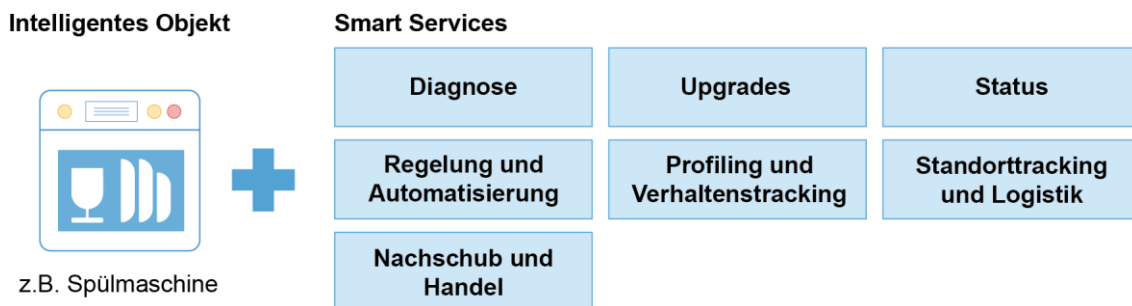 Intelligentes Objekt
Smart Services
Diagnose
Upgrades
Status
Regelung und
Automatisierung
Profiling und
Verhaltenstracking
Standorttracking
und Logistik
Nachschub und
Handel
z.B. Spülmaschine